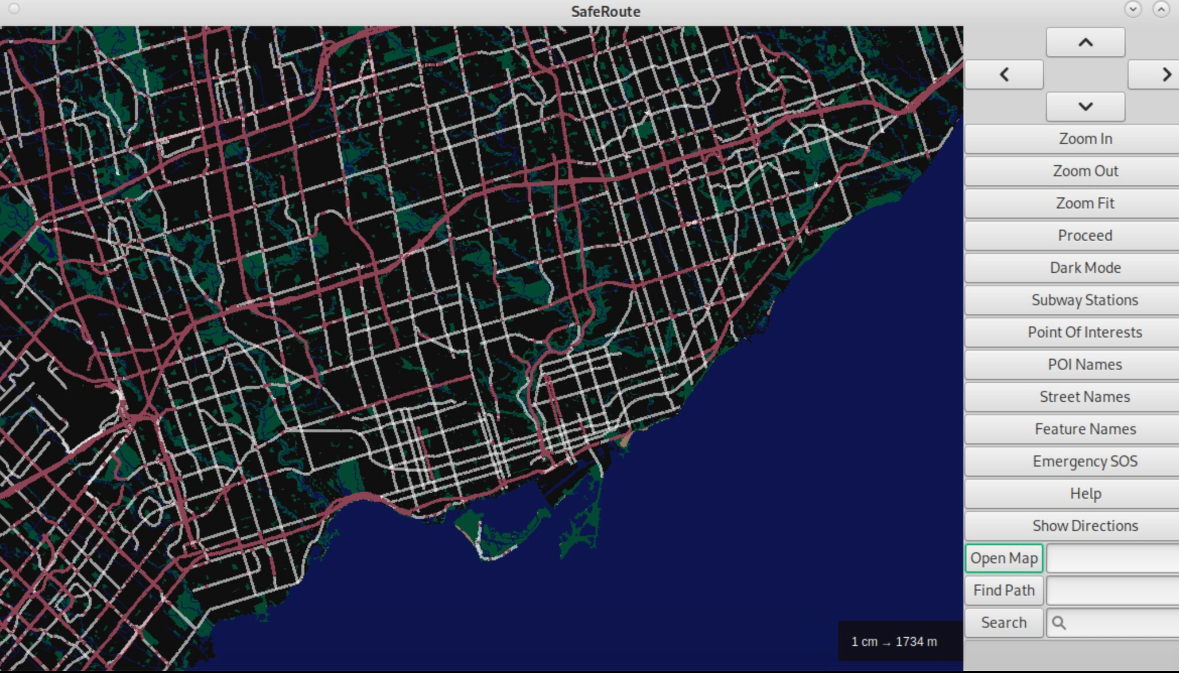 SafeRoute
Zoom In
Zoom Out
Zoom Fit
Proceed
Dark Mode
Subway Stations
Point Of Interests
POI Names
Street Names
Feature Names
Emergency SOS
Help
Show Directions
Open Map
Find Path
Search
1 cm → 1734 m